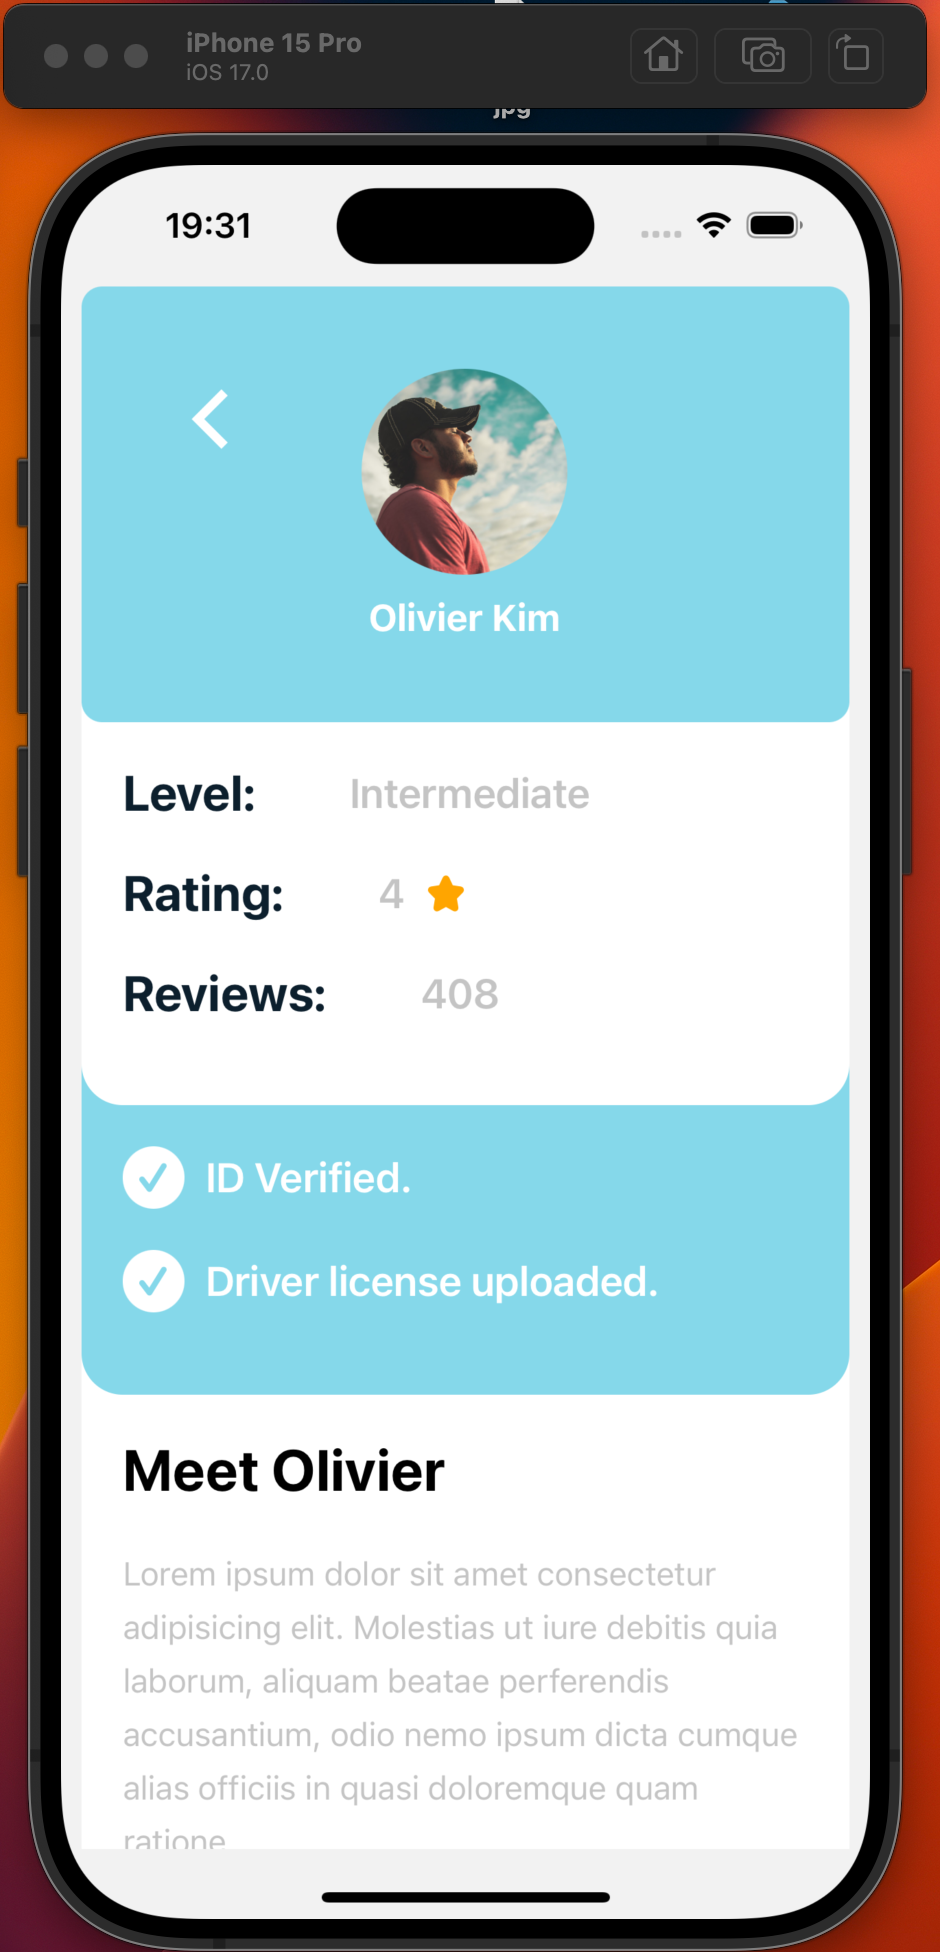 iPhone 15 Pro
iOS 17.0
jpg
19:31
Olivier Kim
Level: Intermediate
Rating: 4
Reviews: 408
ID Verified.
Driver license uploaded.
Meet Olivier
Lorem ipsum dolor sit amet consectetur
adipisicing elit. Molestias ut iure debitis quia
laborum, aliquam beatae perferendis
accusantium, odio nemo ipsum dicta cumque
alias officiis in quasi doloremque quam
ratione